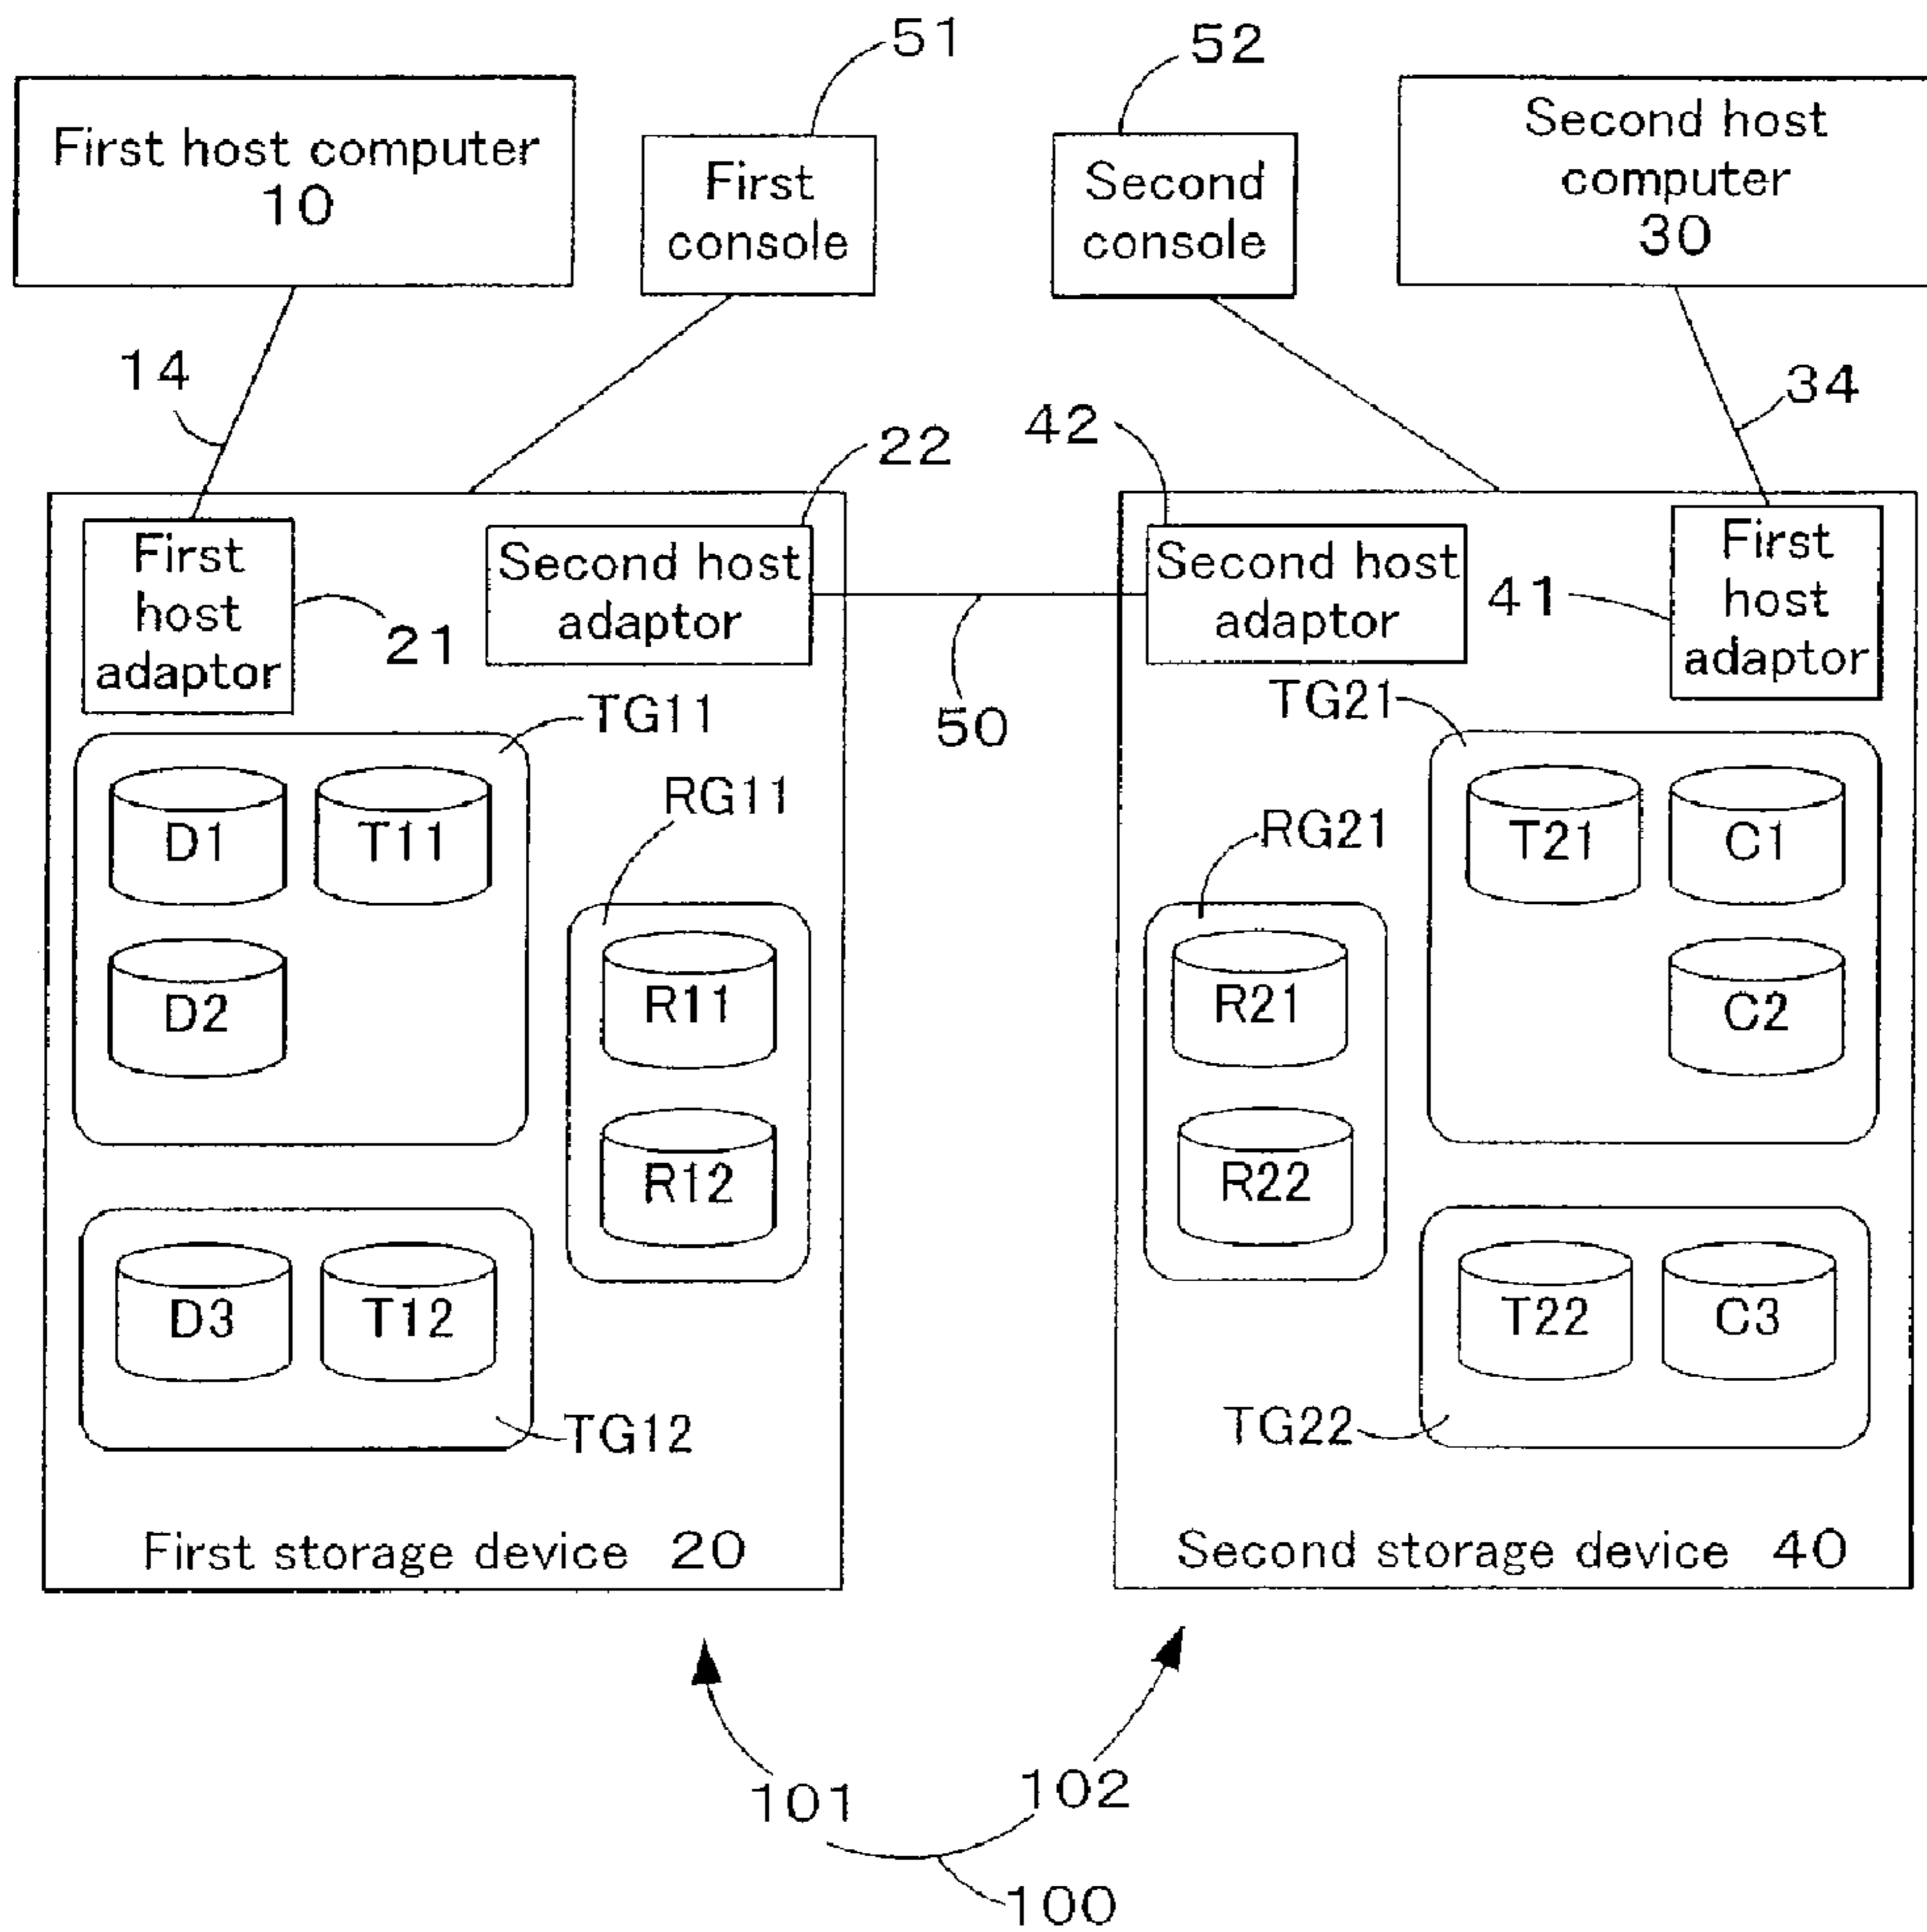 51
52
First host computer
10
First
console
Second
console
Second host
computer
30
14
34
22
42
First
host
adaptor
21
Second host
adaptor
50
Second host
adaptor
41
First
host
adaptor
TG11
TG21
D1
T11
RG11
D2
R11
R12
D3
T12
TG12
RG21
T21
C1
R21
C2
R22
T22
C3
TG22
First storage device 20
Second storage device 40
101
102
100